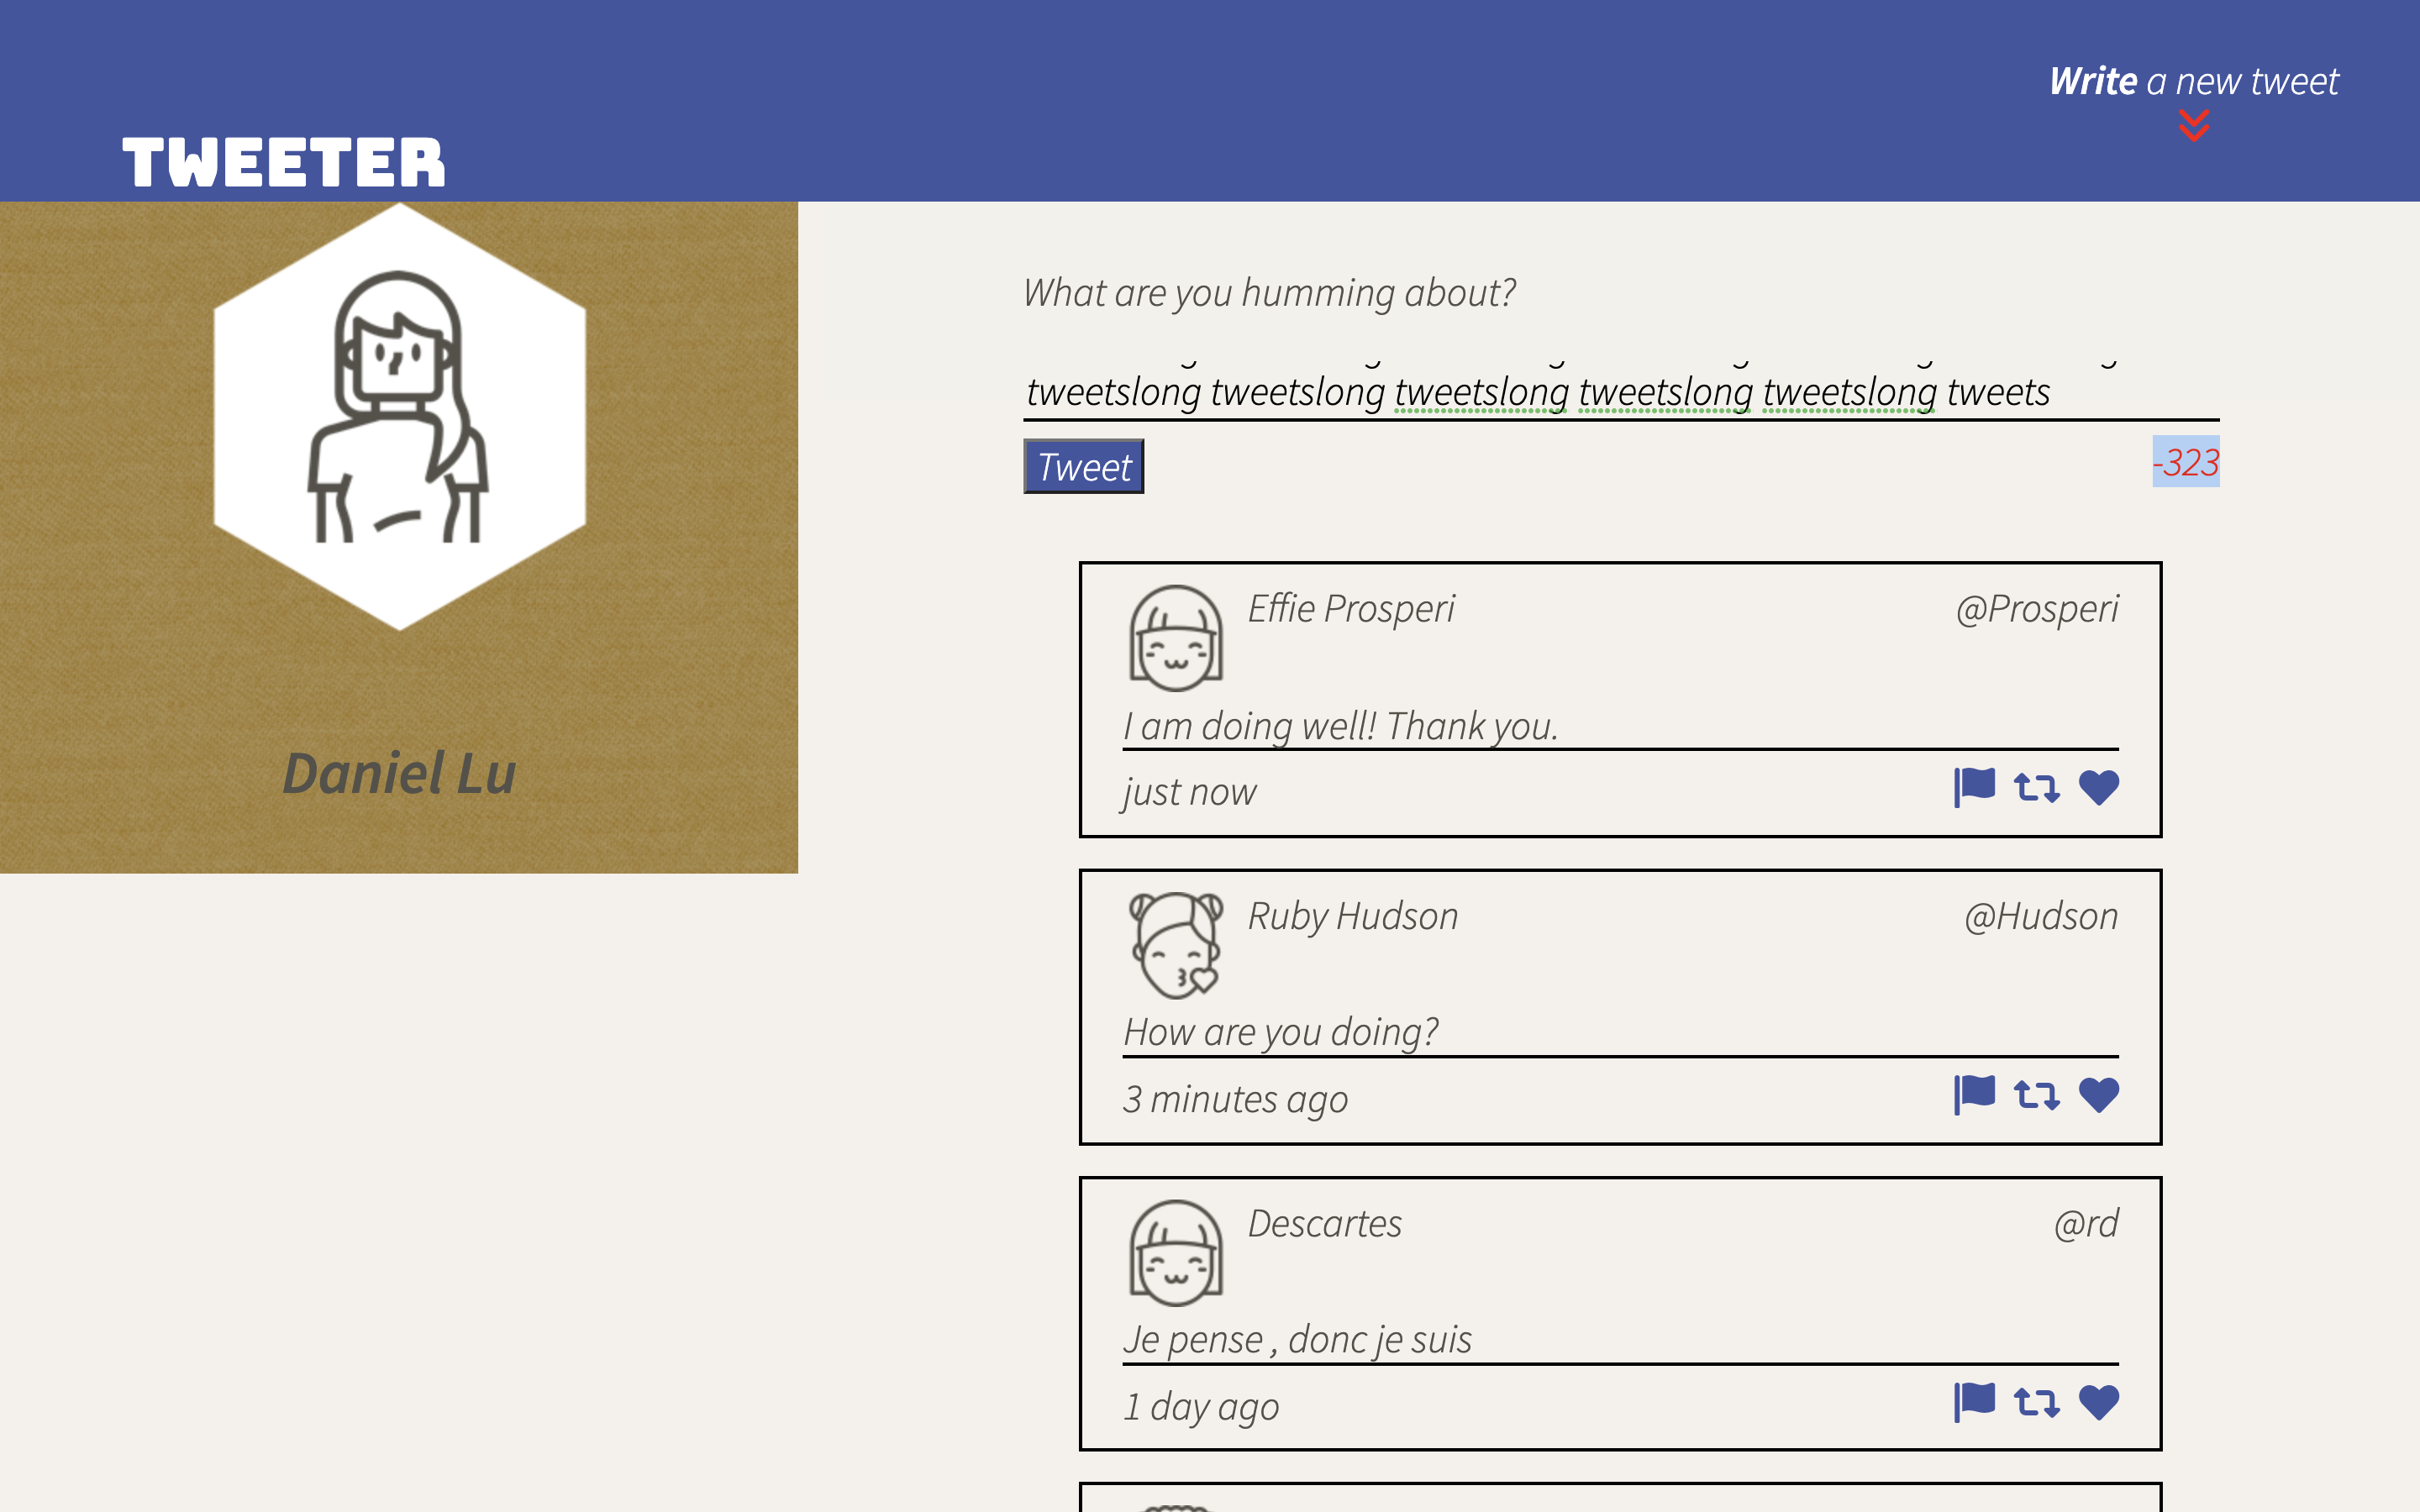 Write a new tweet
TWEETER
What are you humming about?
tweetslong tweetslong tweetslong tweetslong tweetslong tweets
Tweet
-323
Daniel Lu
Effie Prosperi
@Prosperi
I am doing well! Thank you.
just now
Ruby Hudson
@Hudson
How are you doing?
3 minutes ago
Descartes
@rd
Je pense , donc je suis
1 day ago